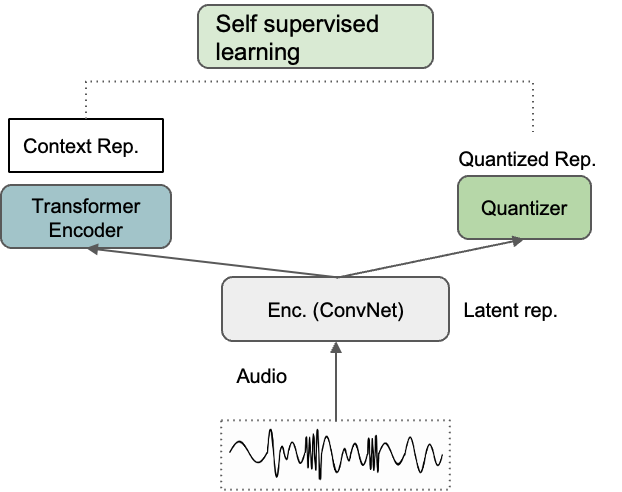 Self supervised
learning
Context Rep.
Quantized Rep.
Transformer
Encoder
Quantizer
Enc. (ConvNet)
Latent rep.
Audio